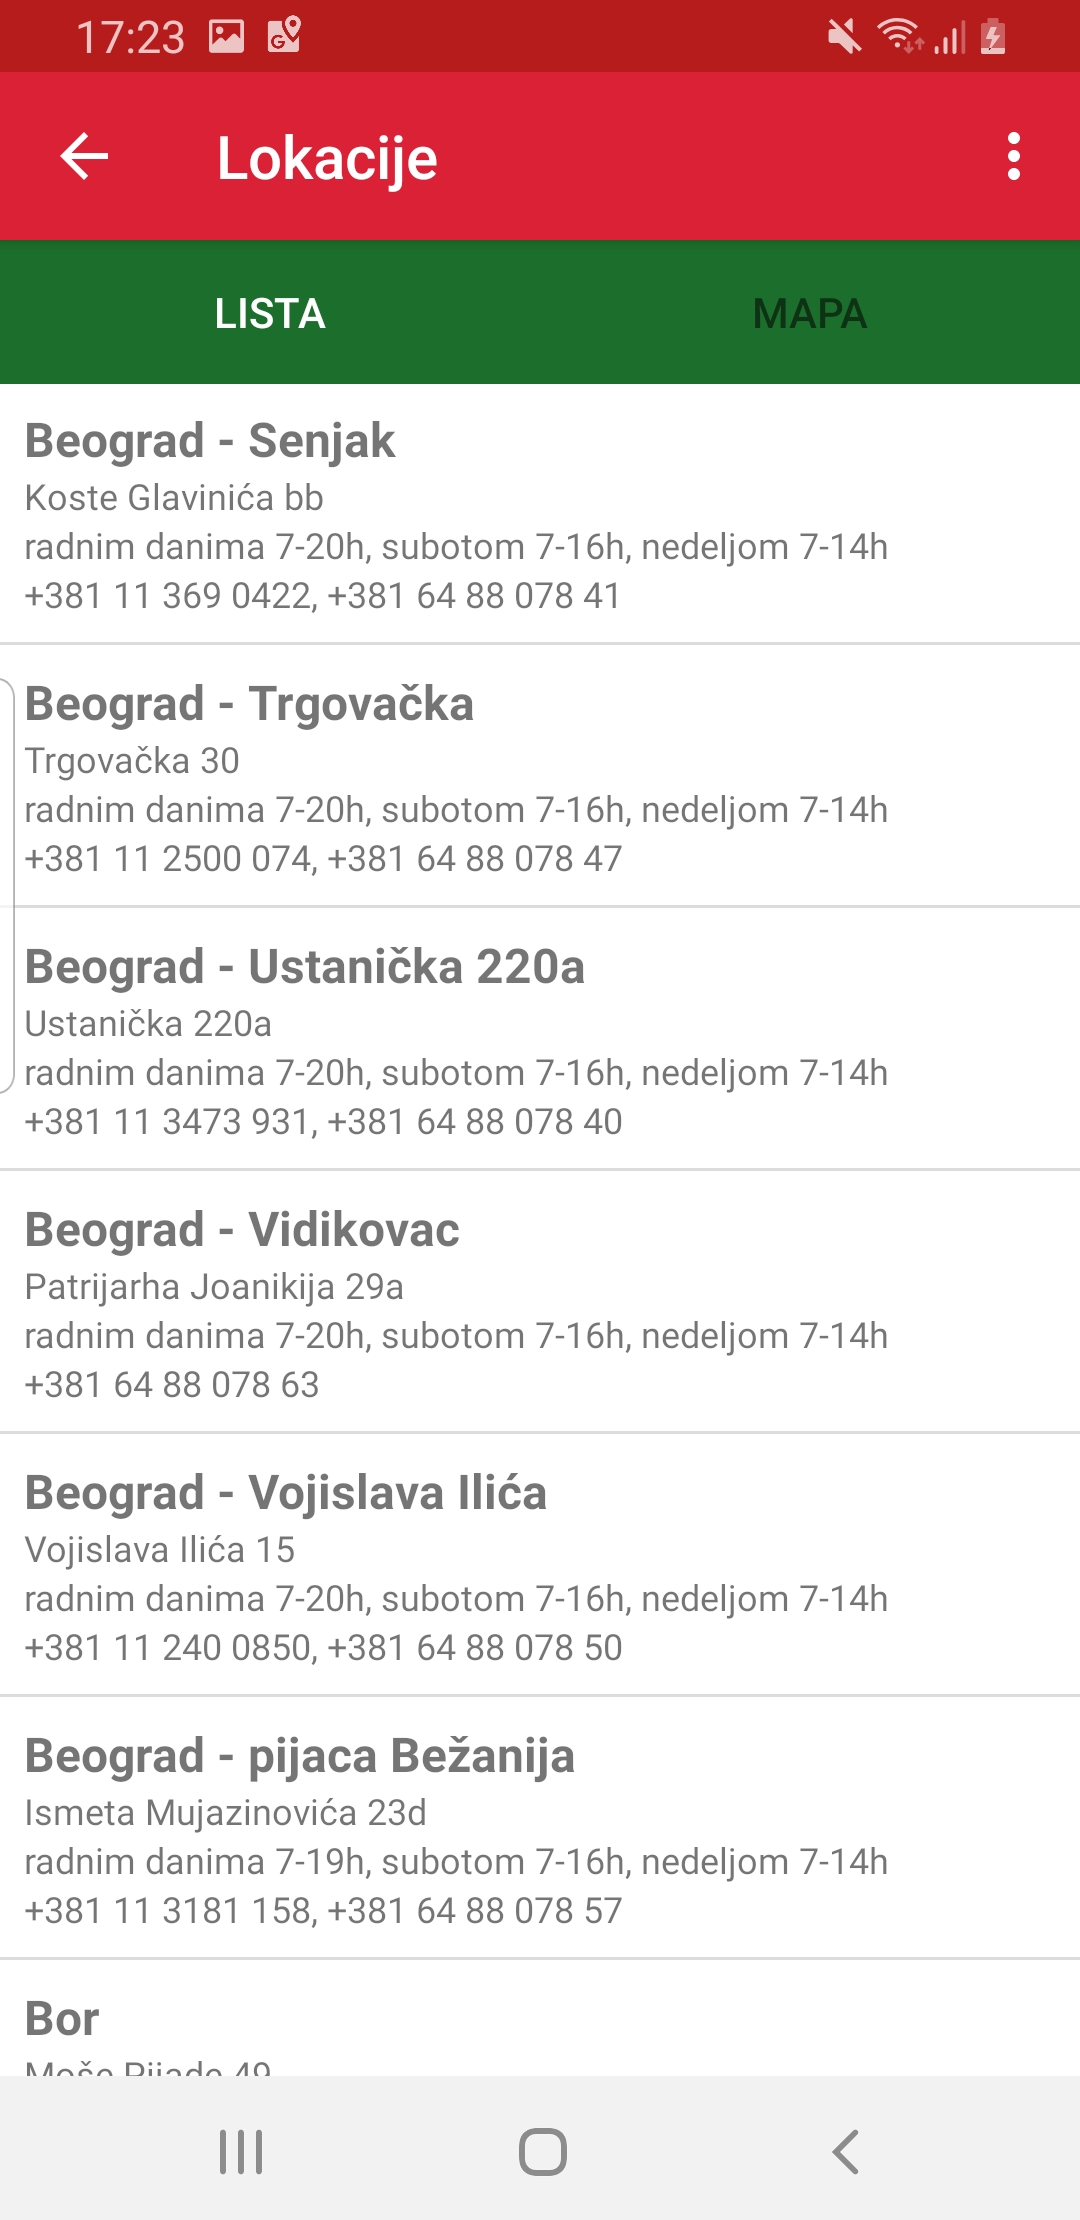 17:23
Lokacije
LISTA
MAPA
Beograd - Senjak
Koste Glavinića bb
radnim danima 7-20h, subotom 7-16h, nedeljom 7-14h
+381 11 369 0422, +381 64 88 078 41
Beograd - Trgovačka
Trgovačka 30
radnim danima 7-20h, subotom 7-16h, nedeljom 7-14h
+381 11 2500 074, +381 64 88 078 47
Beograd - Ustanička 220a
Ustanička 220a
radnim danima 7-20h, subotom 7-16h, nedeljom 7-14h
+381 11 3473 931, +381 64 88 078 40
Beograd - Vidikovac
Patrijarha Joanikija 29a
radnim danima 7-20h, subotom 7-16h, nedeljom 7-14h
+381 64 88 078 63
Beograd - Vojislava Ilića
Vojislava Ilića 15
radnim danima 7-20h, subotom 7-16h, nedeljom 7-14h
+381 11 240 0850, +381 64 88 078 50
Beograd - pijaca Bežanija
Ismeta Mujazinovića 23d
radnim danima 7-19h, subotom 7-16h, nedeljom 7-14h
+381 11 3181 158, +381 64 88 078 57
Bor
Moše Pijade 49